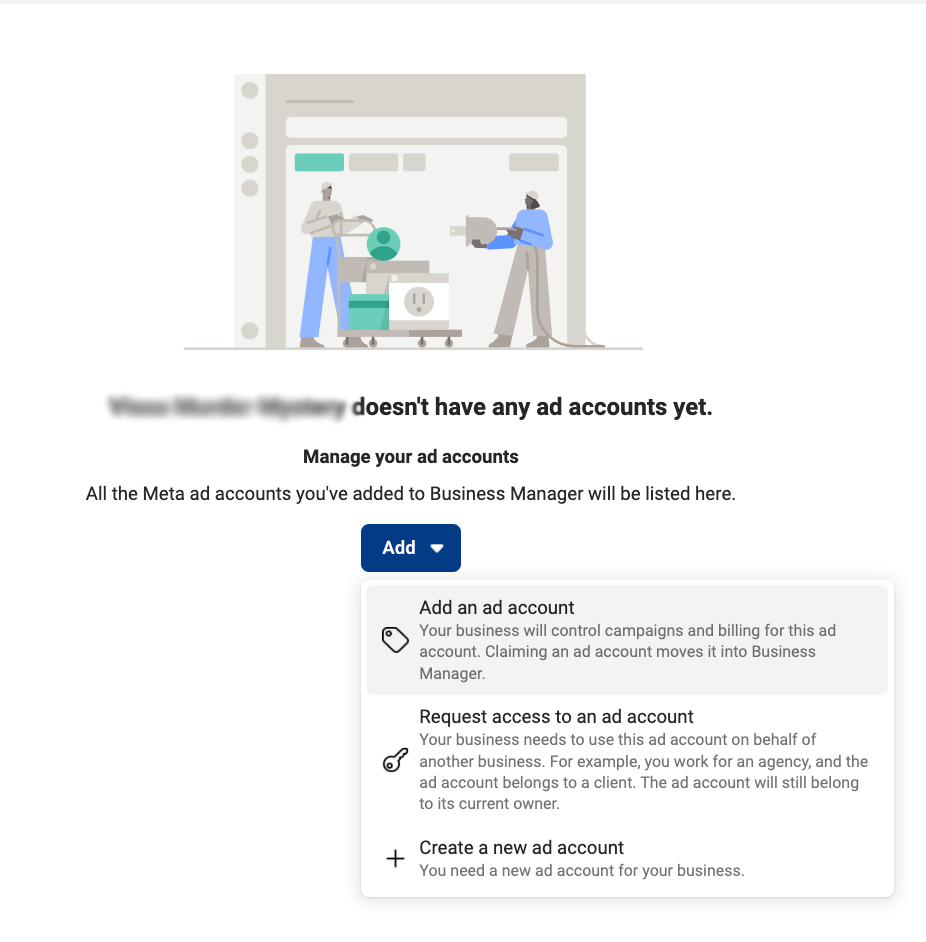 doesn't have any ad accounts yet.
Manage your ad accounts
All the Meta ad accounts you've added to Business Manager will be listed here.
Add
Add an ad account
Your business will control campaigns and billing for this ad
account. Claiming an ad account moves it into Business
Manager.
Request access to an ad account
Your business needs to use this ad account on behalf of
another business. For example, you work for an agency, and the
ad account belongs to a client. The ad account will still belong
to its current owner.
Create a new ad account
You need a new ad account for your business.